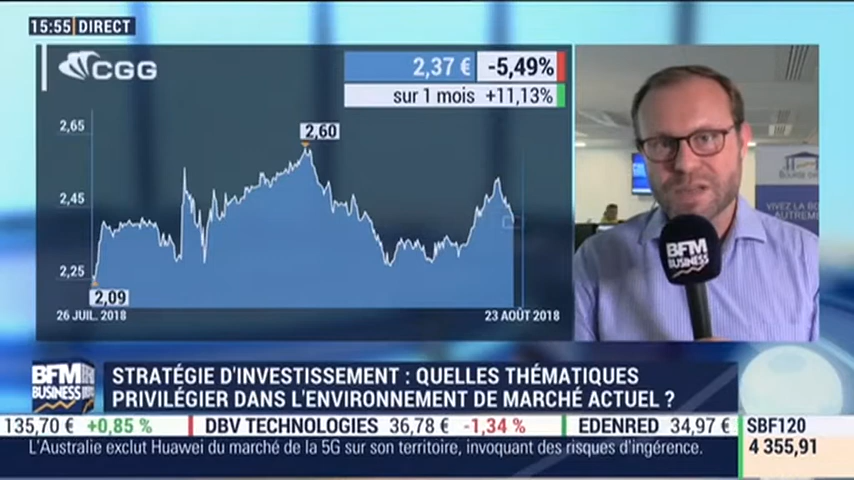 15:55 DIRECT
CGG
2,37 € -5,49%
sur 1 mois +11,13%
2,65
2,60
2,45
2,25
2,09
26 JUIL. 2018
23 AOÛT 2018
VIVEZ LA BO
AUTREME
BFM
BUSINESS
BFM
BUSINESS
STRATÉGIE D'INVESTISSEMENT : QUELLES THÉMATIQUES
PRIVILÉGIER DANS L'ENVIRONNEMENT DE MARCHÉ ACTUEL ?
135,70 € +0,85 % DBV TECHNOLOGIES 36,78 € -1,34 % EDENRED 34,97 €
SBF120
4 355,91
L'Australie exclut Huawei du marché de la 5G sur son territoire, invoquant des risques d'ingérence.